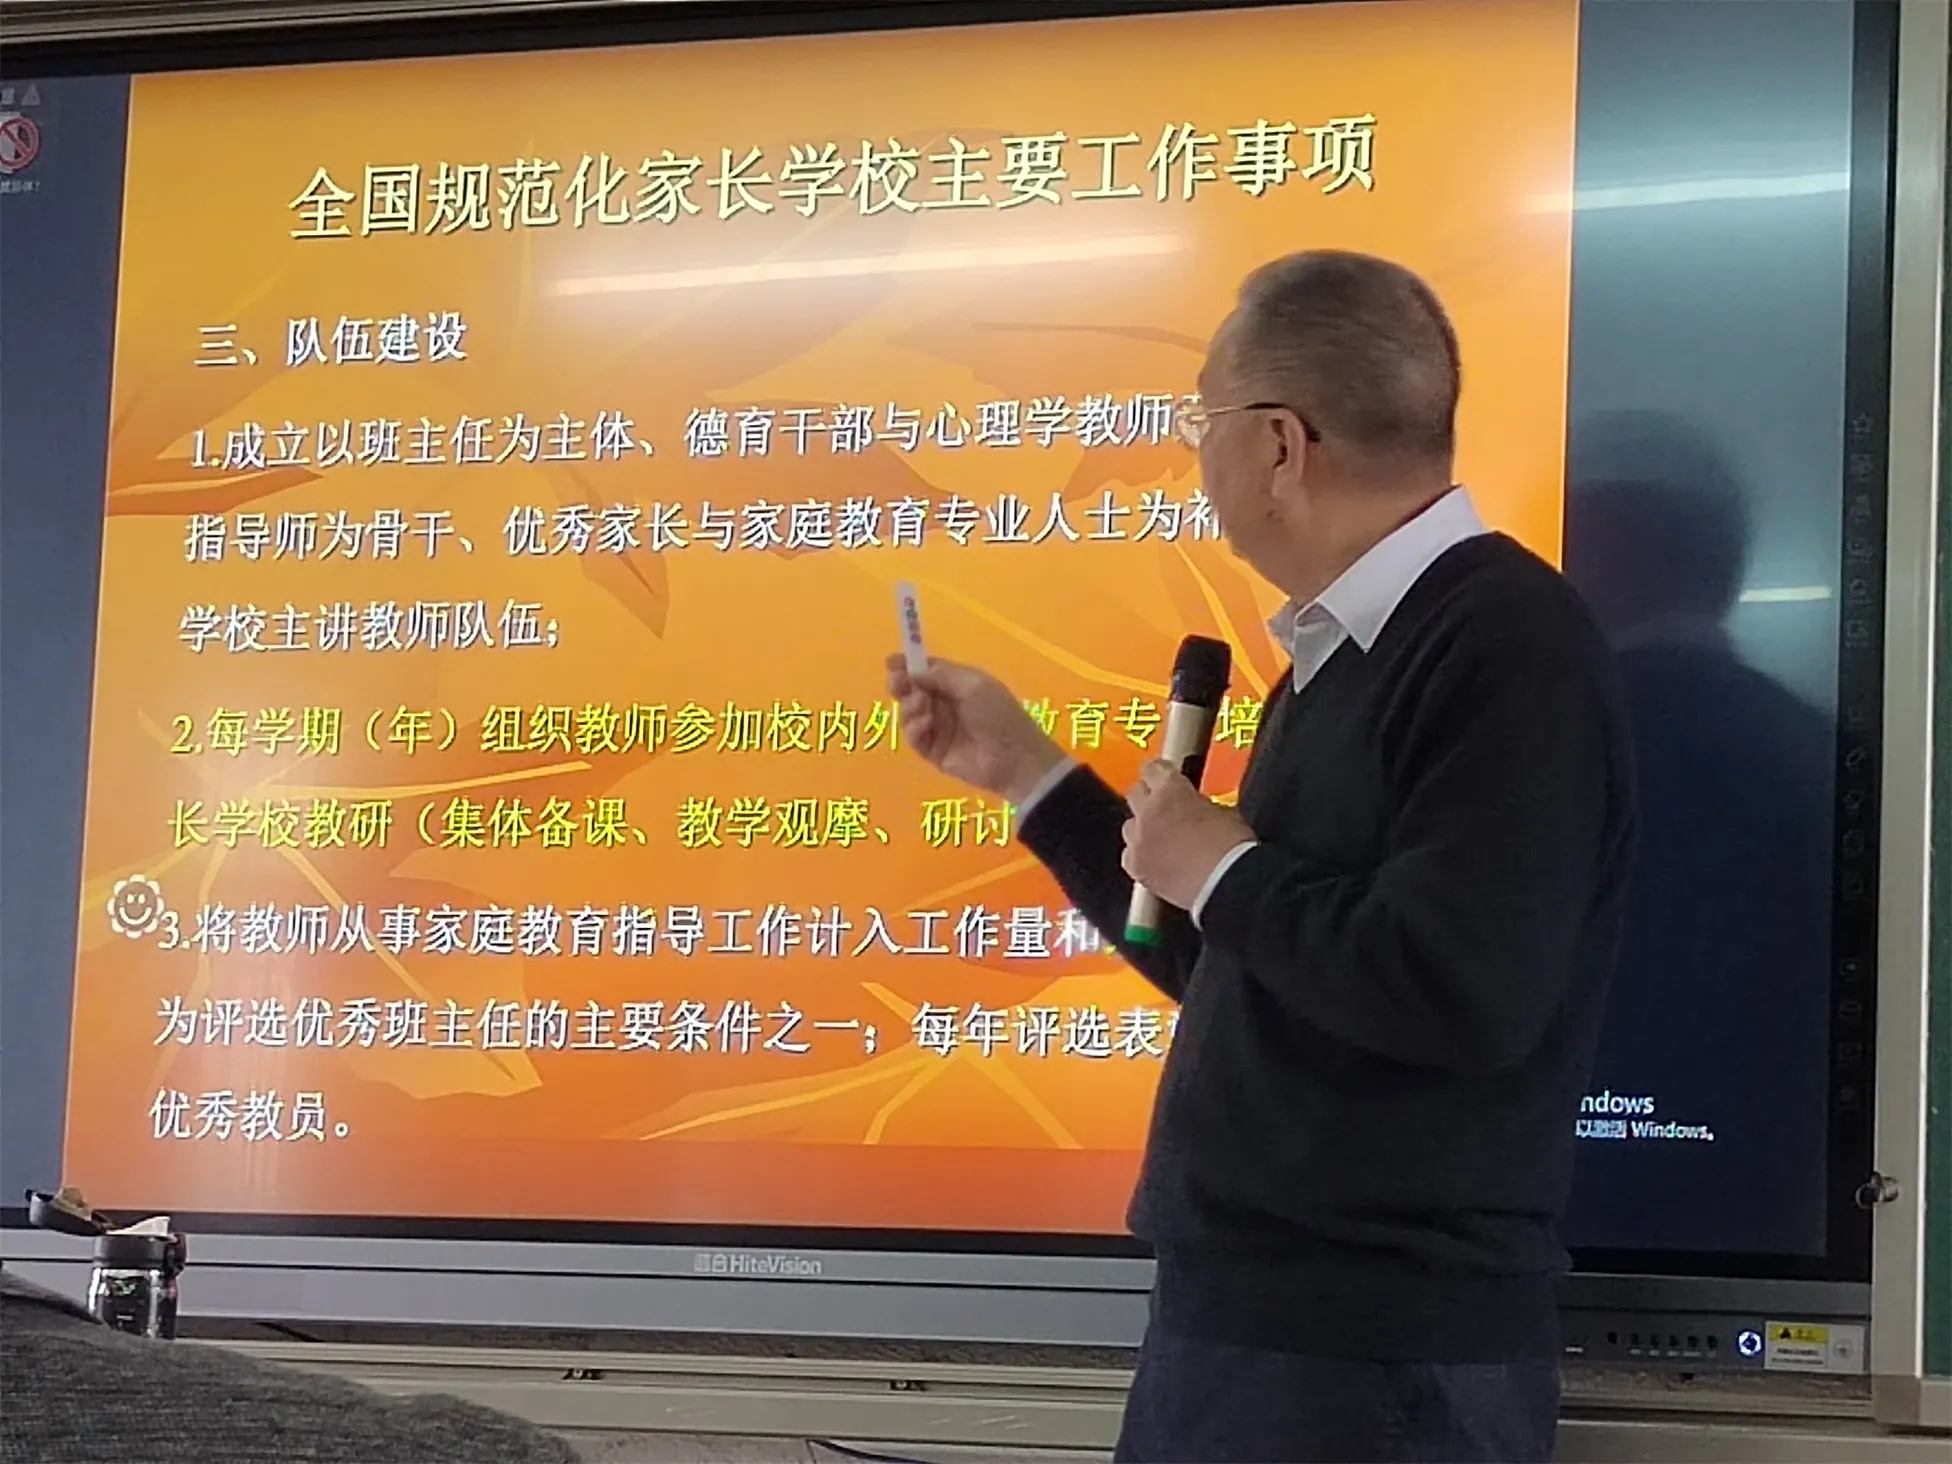 全国规范化家长学校主要工作事项
三、队伍建设
1.成立以班主任为主体、德育干部与心理学教师
指导师为骨干、优秀家长与家庭教育专业人士为补
学校主讲教师队伍;
2.每学期（年）组织教师参加校内外 教育专 培
长学校教研（集体备课、教学观摩、研讨
3.将教师从事家庭教育指导工作计入工作量和
为评选优秀班主任的主要条件之一；每年评选表
优秀教员。
ndows
以激活 Windows。
HiteVision